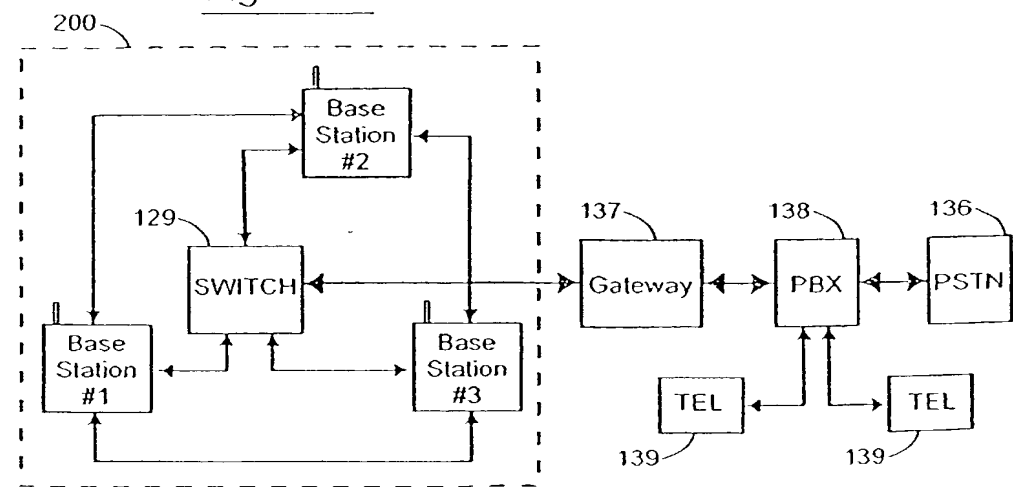 200
Base
Station
#2
129
SWITCH
137
Gateway
138
PBX
136
PSTN
Base
Station
#1
Base
Station
#3
TEL
139
TEL
139